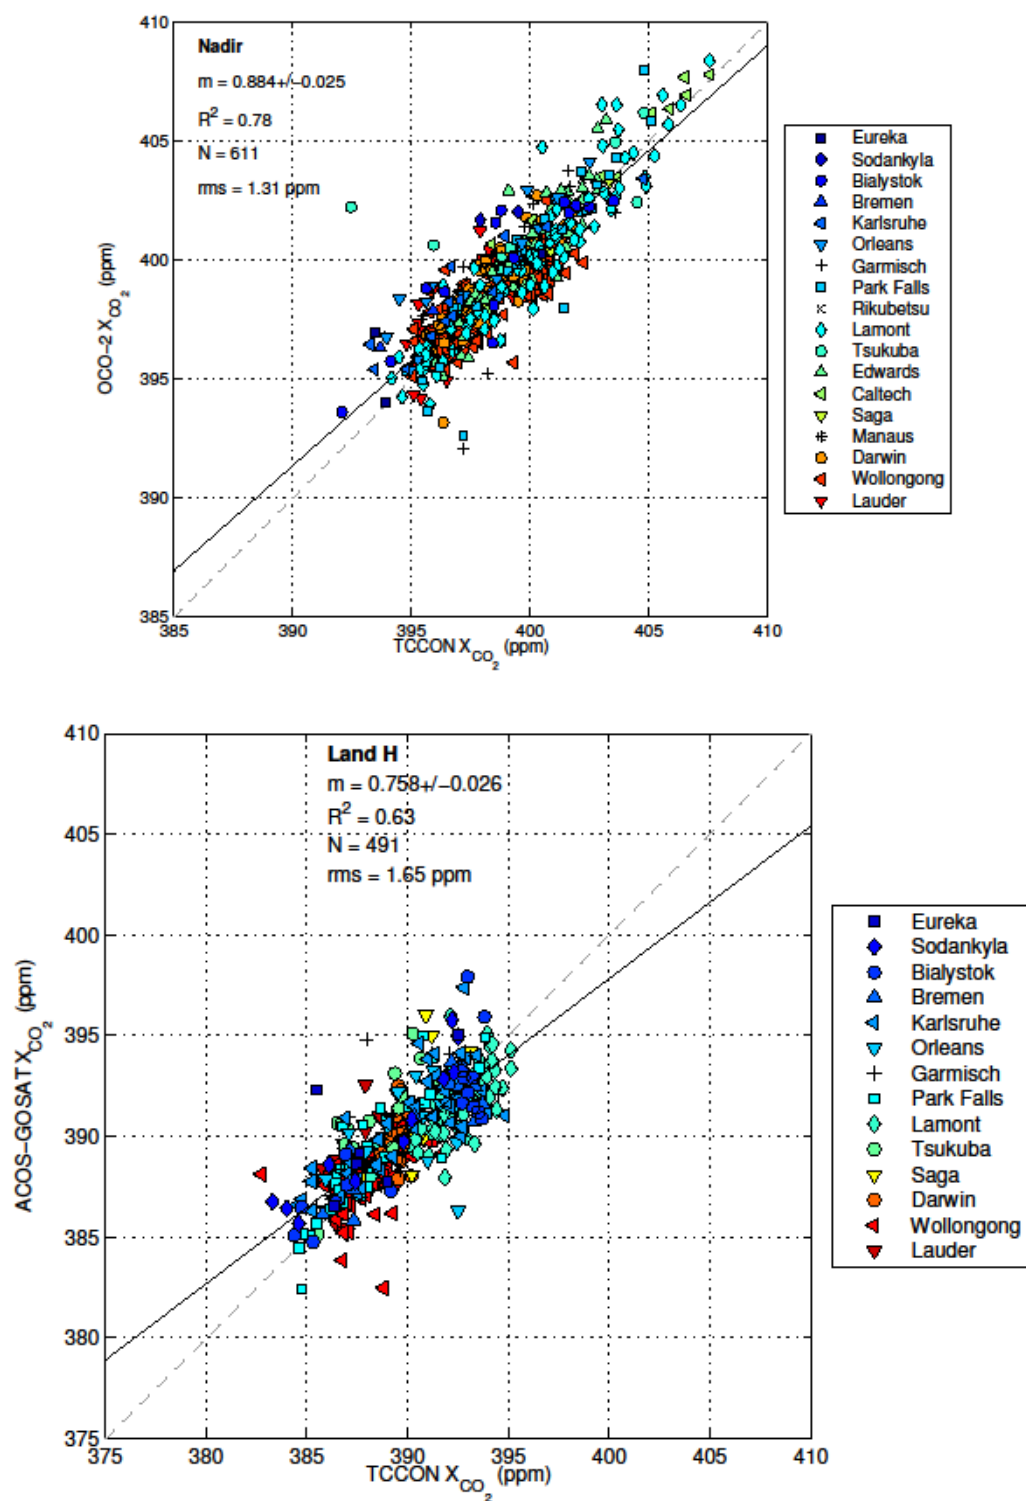 410
405
400
395
390
385
OCO-2 X_CO2 (ppm)
Nadir
m = 0.884+/-0.025
R² = 0.78
N = 611
rms = 1.31 ppm
385 390 395 400 405 410
TCCON X_CO2 (ppm)
Eureka
Sodankyla
Bialystok
Bremen
Karlsruhe
Orleans
Garmisch
Park Falls
Rikubetsu
Lamont
Tsukuba
Edwards
Caltech
Saga
Manaus
Darwin
Wollongong
Lauder
410
405
400
395
390
385
380
375
ACOS-GOSAT X_CO2 (ppm)
Land H
m = 0.758+/-0.026
R² = 0.63
N = 491
rms = 1.65 ppm
375 380 385 390 395 400 405 410
TCCON X_CO2 (ppm)
Eureka
Sodankyla
Bialystok
Bremen
Karlsruhe
Orleans
Garmisch
Park Falls
Lamont
Tsukuba
Saga
Darwin
Wollongong
Lauder